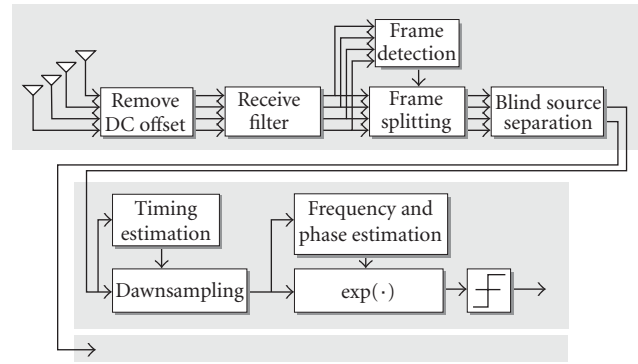 Frame
detection
Remove
DC offset
Receive
filter
Frame
splitting
Blind source
separation
Timing
estimation
Frequency and
phase estimation
Dawnsampling
exp(·)